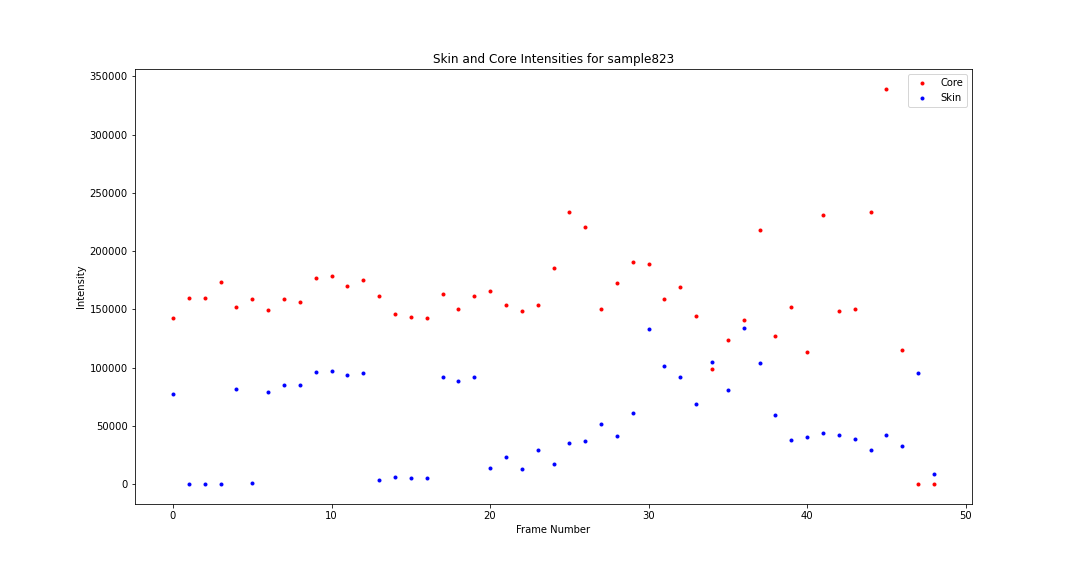 Skin and Core Intensities for sample823
350000
300000
250000
200000
150000
100000
50000
0
Intensity
Core
Skin
0
10
20
30
40
50
Frame Number